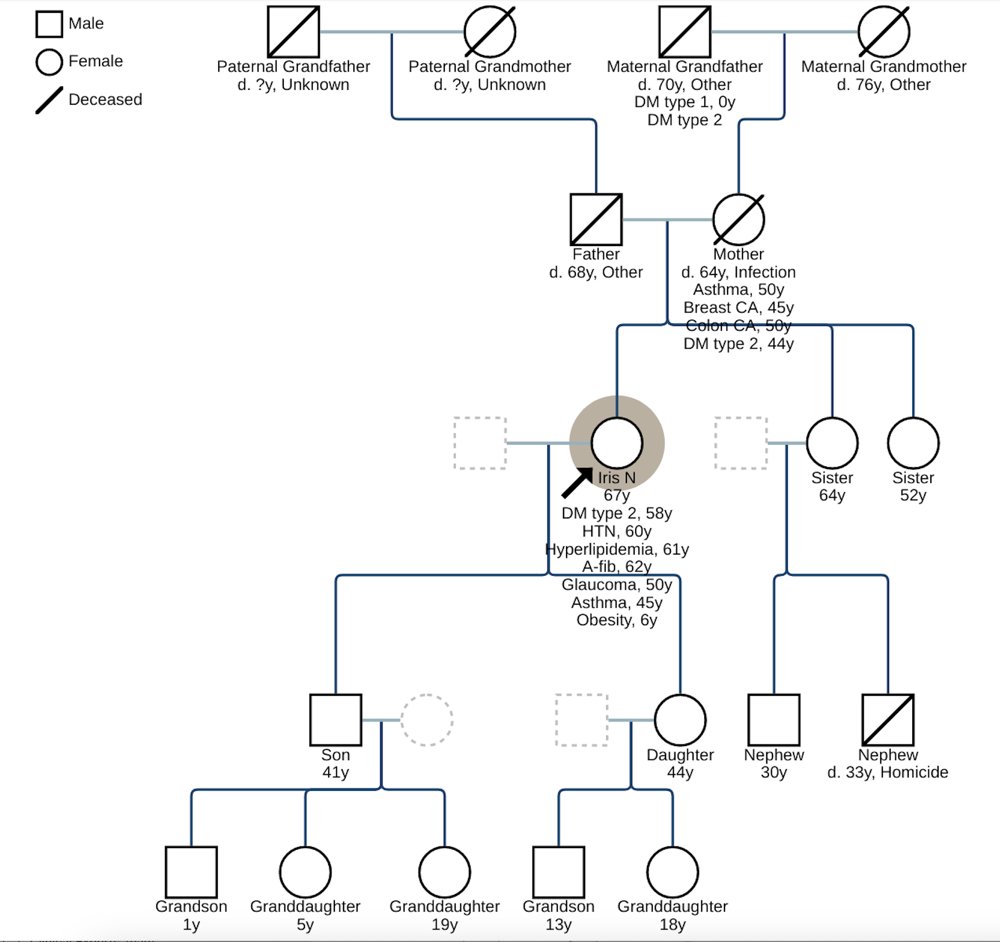 Male
Female
Deceased
Paternal Grandfather
d. ?y, Unknown
Paternal Grandmother
d. ?y, Unknown
Maternal Grandfather
d. 70y, Other
DM type 1, 0y
DM type 2
Maternal Grandmother
d. 76y, Other
Father
d. 68y, Other
Mother
d. 64y, Infection
Asthma, 50y
Breast CA, 45y
Colon CA, 50y
DM type 2, 44y
Iris N
67y
DM type 2, 58y
HTN, 60y
Hyperlipidemia, 61y
A-fib, 62y
Glaucoma, 50y
Asthma, 45y
Obesity, 6y
Sister
64y
Sister
52y
Son
41y
Daughter
44y
Nephew
30y
Nephew
d. 33y, Homicide
Grandson
1y
Granddaughter
5y
Granddaughter
19y
Grandson
13y
Granddaughter
18y